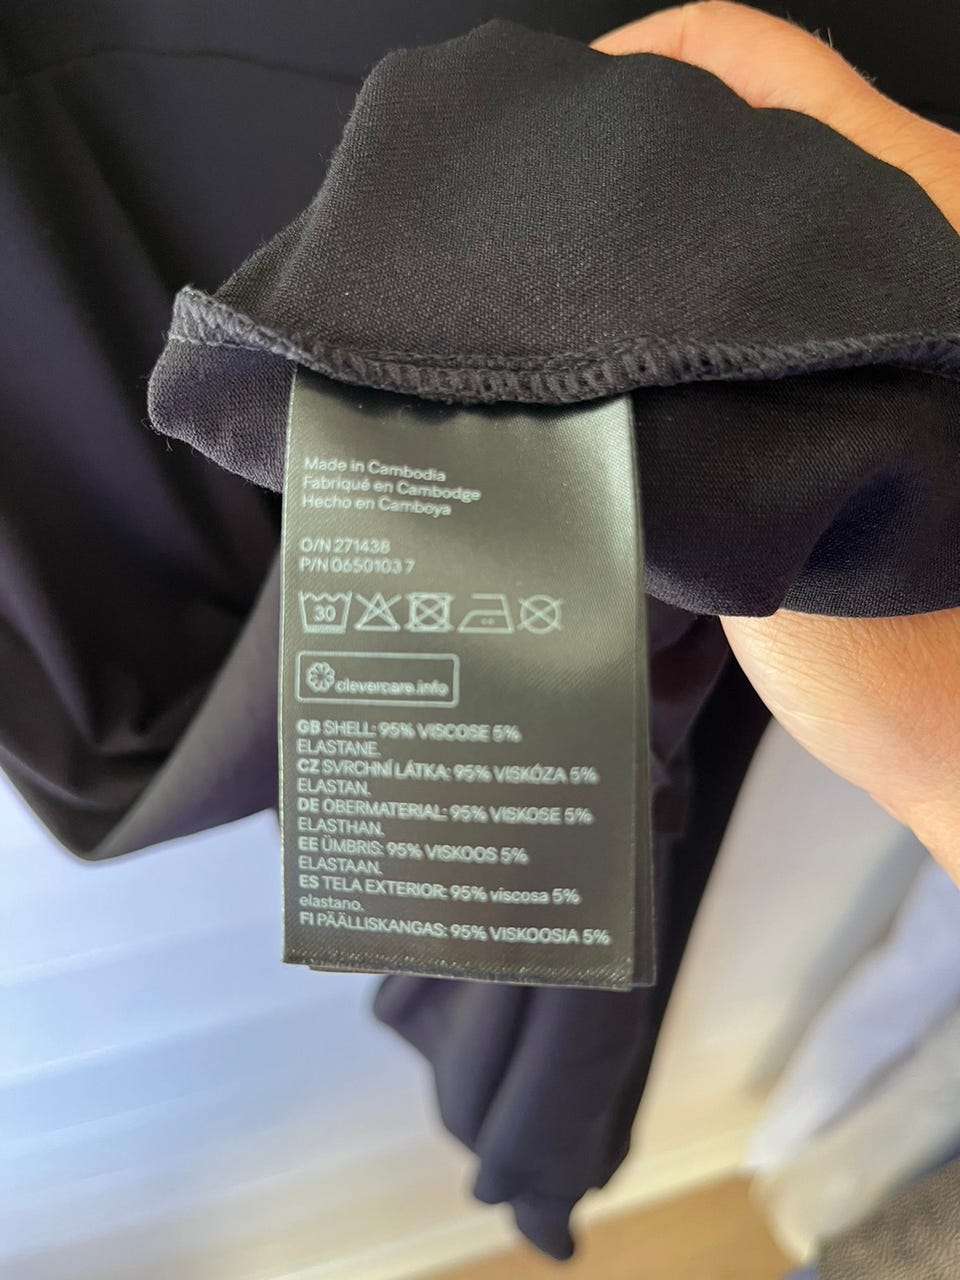 Made in Cambodia
Fabriqué en Cambodge
Hecho en Camboya
O/N 271438
P/N 0650103 7
30
clevercare.info
GB SHELL: 95% VISCOSE 5%
ELASTANE.
CZ SVRCHNÍ LÁTKA: 95% VISKÓZA 5%
ELASTAN.
DE OBERMATERIAL: 95% VISKOSE 5%
ELASTHAN.
EE ÜMBRIS: 95% VISKOOS 5%
ELASTAAN.
ES TELA EXTERIOR: 95% viscosa 5%
elastano.
FI PÄÄLLISKANGAS: 95% VISKOOSIA 5%